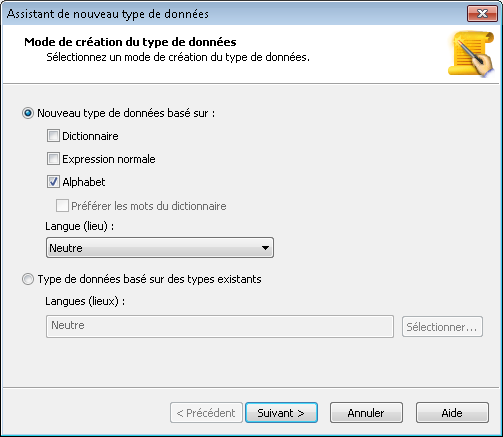 Assistant de nouveau type de données
Mode de création du type de données
Sélectionnez un mode de création du type de données.
Nouveau type de données basé sur :
Dictionnaire
Expression normale
Alphabet
Préférer les mots du dictionnaire
Langue (lieu) :
Neutre
Type de données basé sur des types existants
Langues (lieux) :
Neutre
Sélectionner...
< Précédent
Suivant >
Annuler
Aide